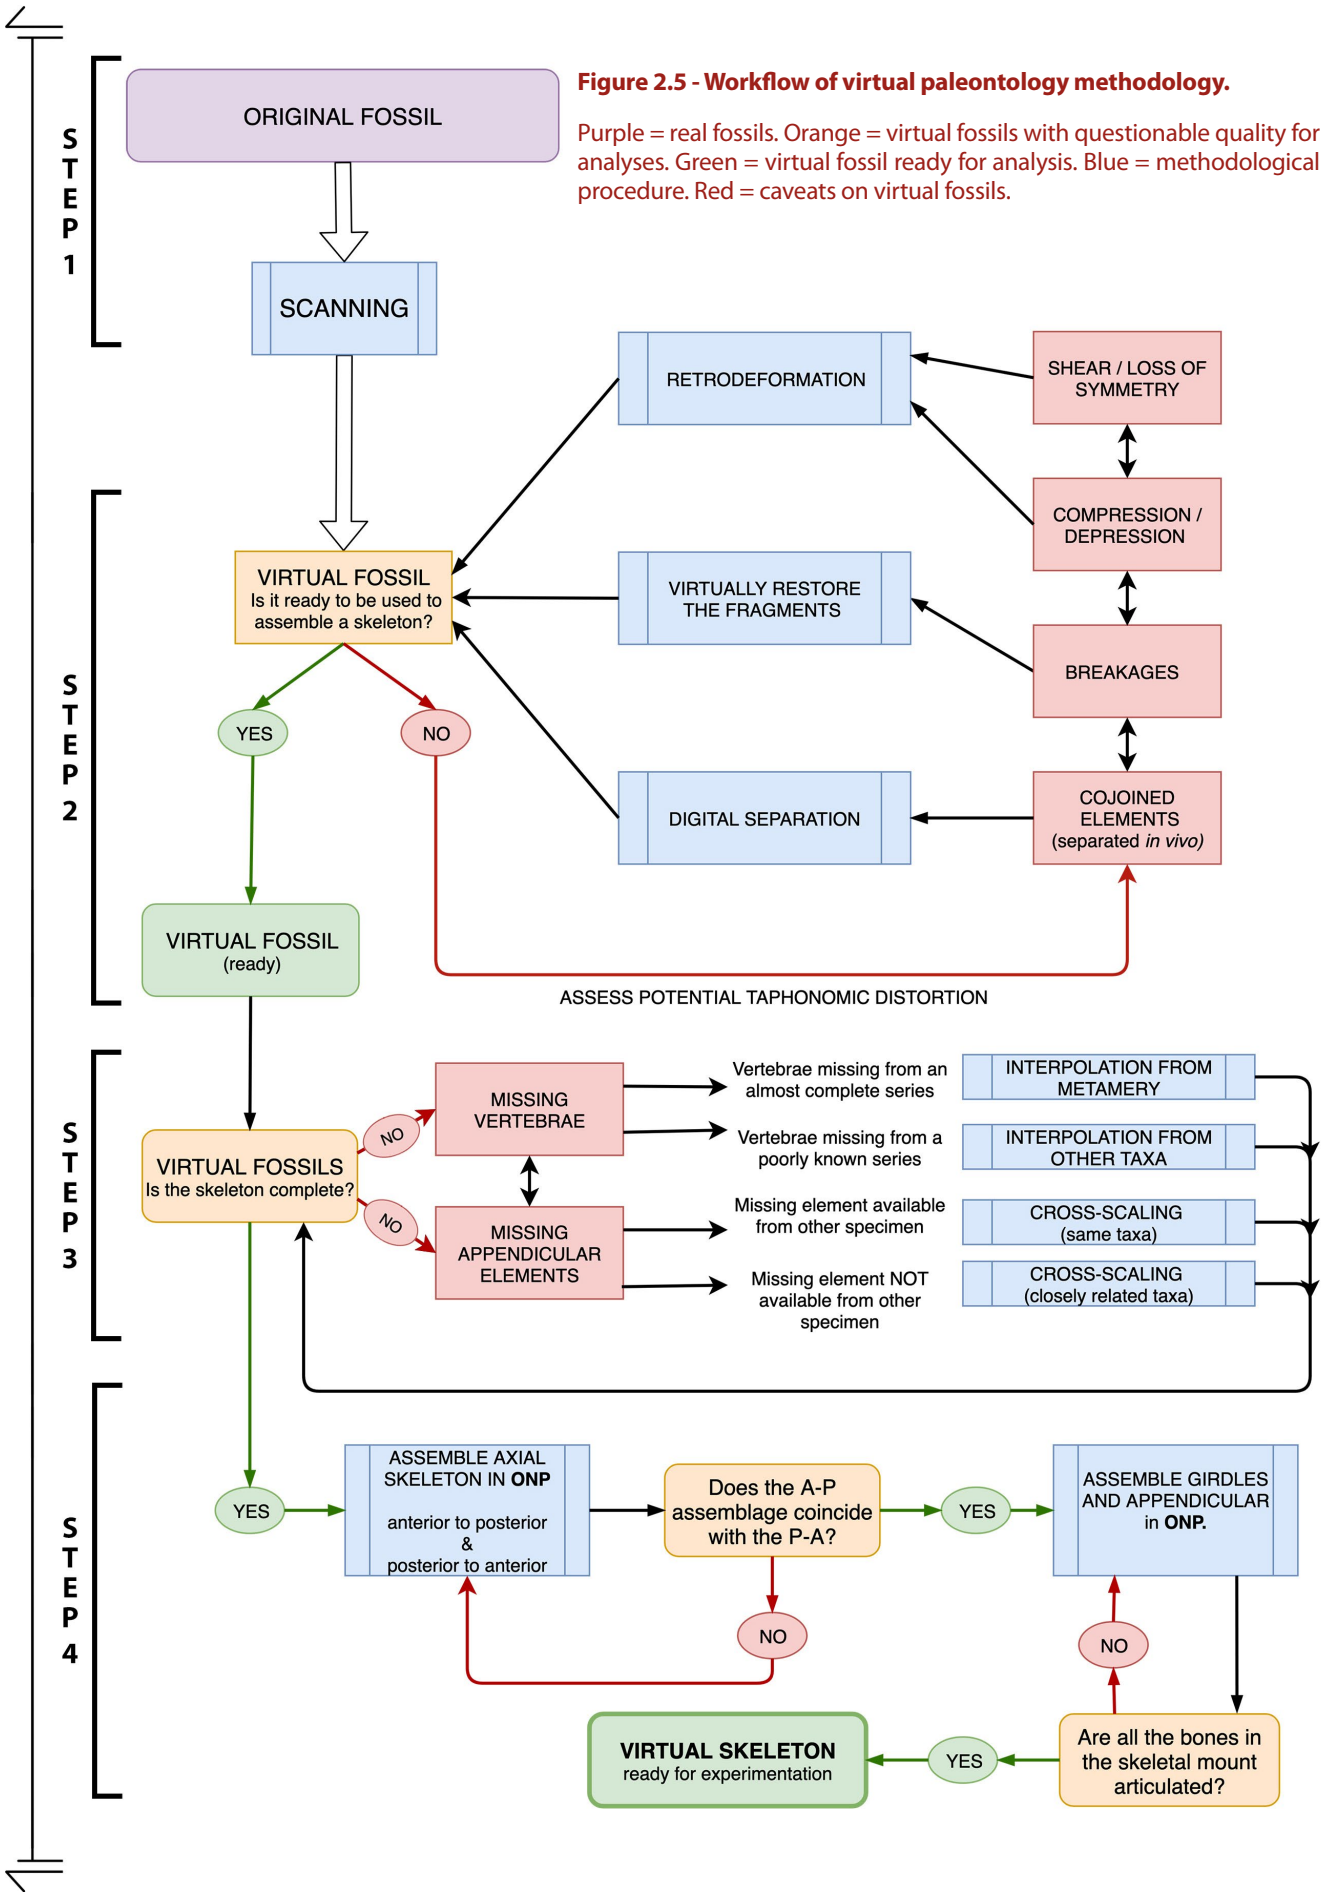 Figure 2.5 - Workflow of virtual paleontology methodology.
Purple = real fossils. Orange = virtual fossils with questionable quality for
analyses. Green = virtual fossil ready for analysis. Blue = methodological
procedure. Red = caveats on virtual fossils.
STEP 1
ORIGINAL FOSSIL
SCANNING
STEP 2
RETRODEFORMATION
SHEAR / LOSS OF
SYMMETRY
COMPRESSION /
DEPRESSION
VIRTUAL FOSSIL
Is it ready to be used to
assemble a skeleton?
VIRTUALLY RESTORE
THE FRAGMENTS
BREAKAGES
YES
NO
DIGITAL SEPARATION
COJOINED
ELEMENTS
(separated in vivo)
VIRTUAL FOSSIL
(ready)
ASSESS POTENTIAL TAPHONOMIC DISTORTION
STEP 3
VIRTUAL FOSSILS
Is the skeleton complete?
NO
NO
MISSING
VERTEBRAE
MISSING
APPENDICULAR
ELEMENTS
Vertebrae missing from an
almost complete series
INTERPOLATION FROM
METAMERY
Vertebrae missing from a
poorly known series
INTERPOLATION FROM
OTHER TAXA
Missing element available
from other specimen
CROSS-SCALING
(same taxa)
Missing element NOT
available from other
specimen
CROSS-SCALING
(closely related taxa)
STEP 4
YES
ASSEMBLE AXIAL
SKELETON IN ONP
anterior to posterior
&
posterior to anterior
Does the A-P
assemblage coincide
with the P-A?
YES
ASSEMBLE GIRDLES
AND APPENDICULAR
in ONP.
NO
NO
VIRTUAL SKELETON
ready for experimentation
YES
Are all the bones in
the skeletal mount
articulated?